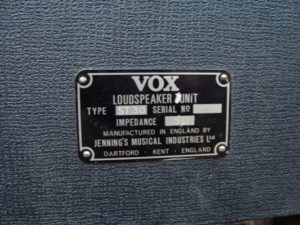 VOX
LOUDSPEAKER UNIT
TYPE SERIAL Nº
IMPEDANCE
MANUFACTURED IN ENGLAND BY
JENNING'S MUSICAL INDUSTRIES Ltd
DARTFORD · KENT · ENGLAND